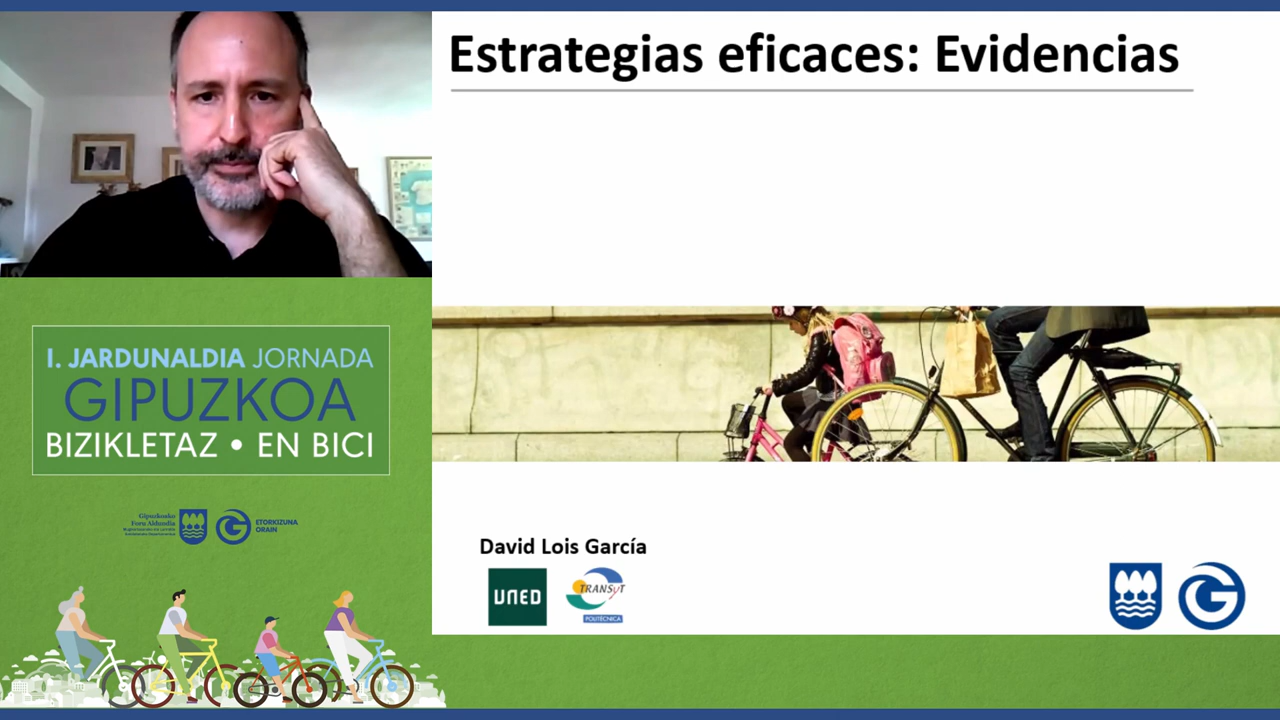 Estrategias eficaces: Evidencias
I. JARDUNALDIA JORNADA
GIPUZKOA
BIZIKLETAZ • EN BICI
Gipuzkoako
Foru Aldundia
ETORKIZUNA
ORAIN
David Lois García
UNED
TRANSyT
POLITÉCNICA